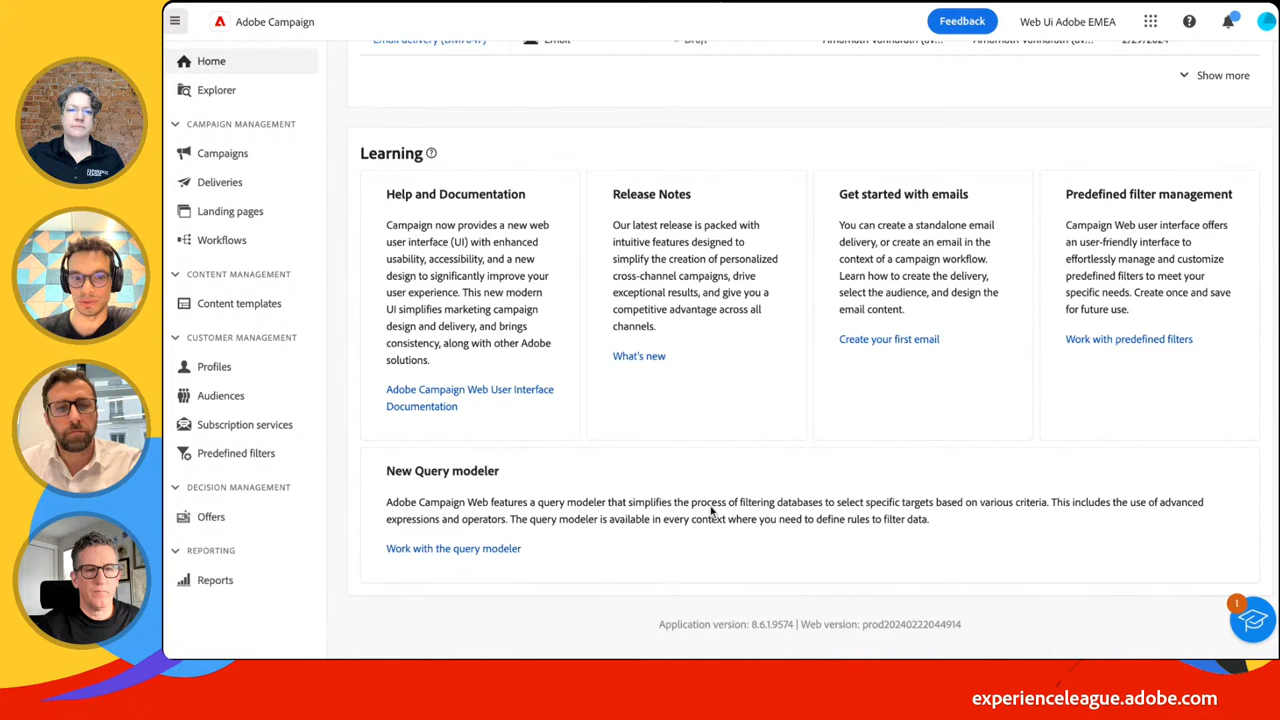 Adobe Campaign
Feedback
Web Ui Adobe EMEA
Home
Explorer
CAMPAIGN MANAGEMENT
Campaigns
Deliveries
Landing pages
Workflows
CONTENT MANAGEMENT
Content templates
CUSTOMER MANAGEMENT
Profiles
Audiences
Subscription services
Predefined filters
DECISION MANAGEMENT
Offers
REPORTING
Reports
Email
Draft
2/29/2024
Show more
Learning
Help and Documentation
Campaign now provides a new web
user interface (UI) with enhanced
usability, accessibility, and a new
design to significantly improve your
user experience. This new modern
UI simplifies marketing campaign
design and delivery, and brings
consistency, along with other Adobe
solutions.
Adobe Campaign Web User Interface
Documentation
Release Notes
Our latest release is packed with
intuitive features designed to
simplify the creation of personalized
cross-channel campaigns, drive
exceptional results, and give you a
competitive advantage across all
channels.
What's new
Get started with emails
You can create a standalone email
delivery, or create an email in the
context of a campaign workflow.
Learn how to create the delivery,
select the audience, and design the
email content.
Create your first email
Predefined filter management
Campaign Web user interface offers
an user-friendly interface to
effortlessly manage and customize
predefined filters to meet your
specific needs. Create once and save
for future use.
Work with predefined filters
New Query modeler
Adobe Campaign Web features a query modeler that simplifies the process of filtering databases to select specific targets based on various criteria. This includes the use of advanced
expressions and operators. The query modeler is available in every context where you need to define rules to filter data.
Work with the query modeler
Application version: 8.6.1.9574 | Web version: prod20240222044914
1
experienceleague.adobe.com